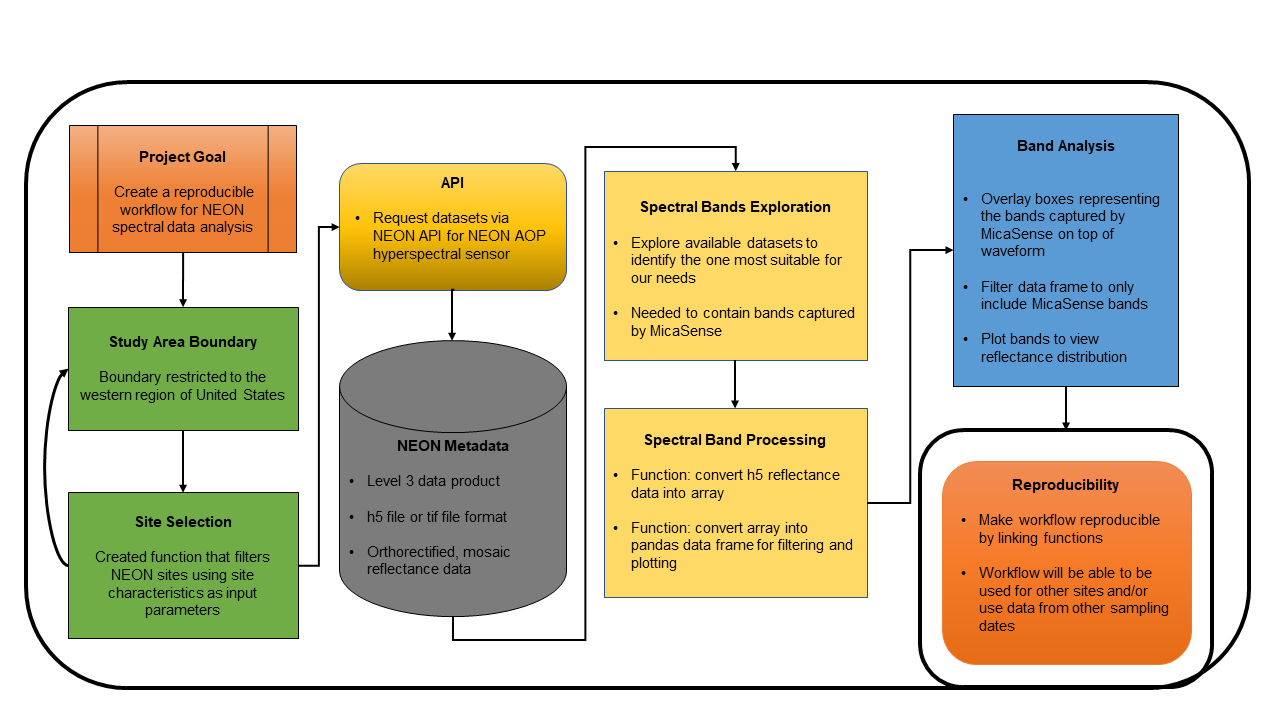 Project Goal
Create a reproducible
workflow for NEON
spectral data analysis
Study Area Boundary
Boundary restricted to the
western region of United States
Site Selection
Created function that filters
NEON sites using site
characteristics as input
parameters
API
• Request datasets via
NEON API for NEON AOP
hyperspectral sensor
NEON Metadata
• Level 3 data product
• h5 file or tif file format
• Orthorectified, mosaic
reflectance data
Spectral Bands Exploration
• Explore available datasets to
identify the one most suitable for
our needs
• Needed to contain bands captured
by MicaSense
Spectral Band Processing
• Function: convert h5 reflectance
data into array
• Function: convert array into
pandas data frame for filtering and
plotting
Band Analysis
• Overlay boxes representing
the bands captured by
MicaSense on top of
waveform
• Filter data frame to only
include MicaSense bands
• Plot bands to view
reflectance distribution
Reproducibility
• Make workflow reproducible
by linking functions
• Workflow will be able to be
used for other sites and/or
use data from other sampling
dates